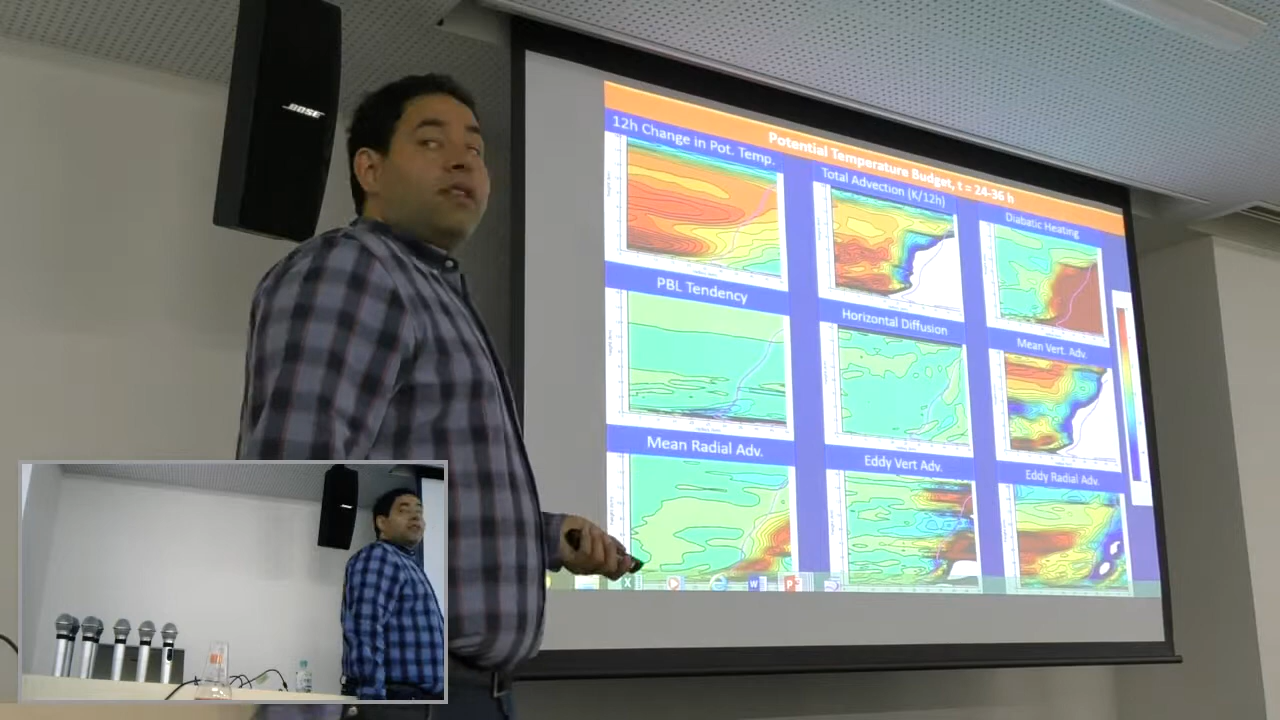 BOSE
Potential Temperature Budget, t = 24-36 h
12h Change in Pot. Temp.
Total Advection (K/12h)
Diabatic Heating
PBL Tendency
Horizontal Diffusion
Mean Vert. Adv.
Mean Radial Adv.
Eddy Vert Adv.
Eddy Radial Adv.